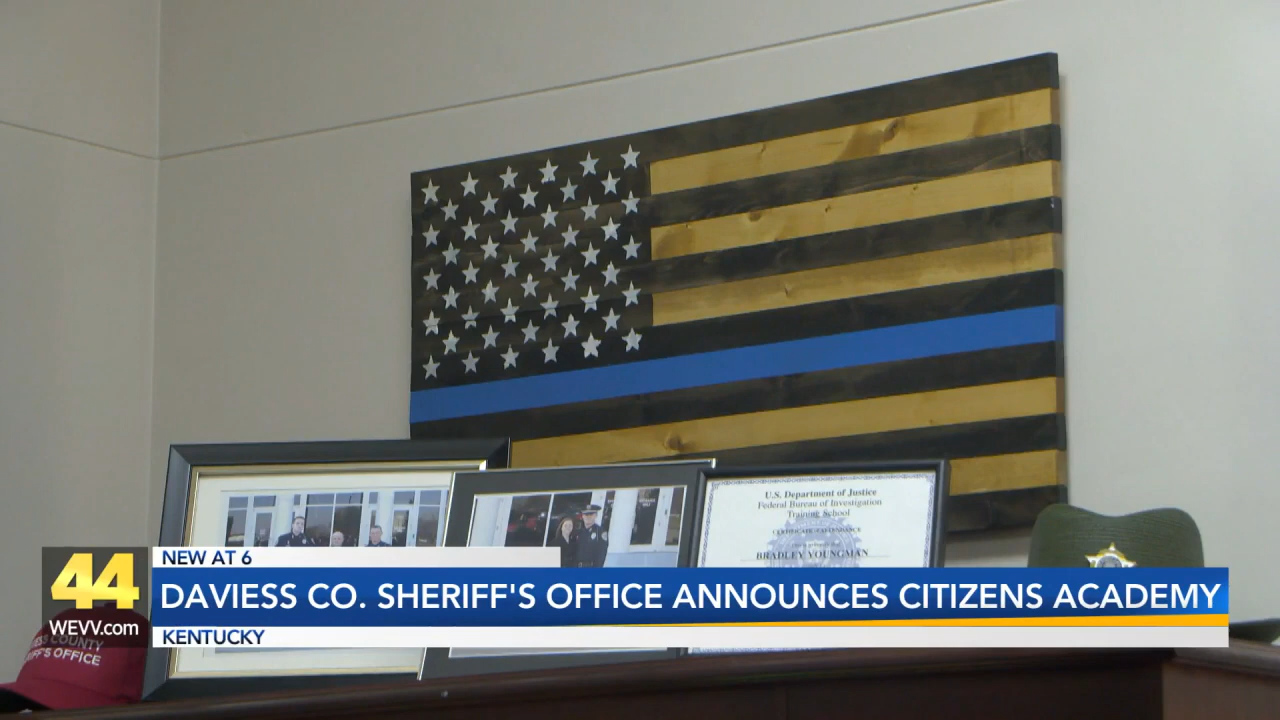 U.S. Department of Justice
Federal Bureau of Investigation
Training School
BRADLEY YOUNGMAN
NEW AT 6
44
WEVV.com
DAVIESS CO. SHERIFF'S OFFICE ANNOUNCES CITIZENS ACADEMY
KENTUCKY
COUNTY
OFFICE